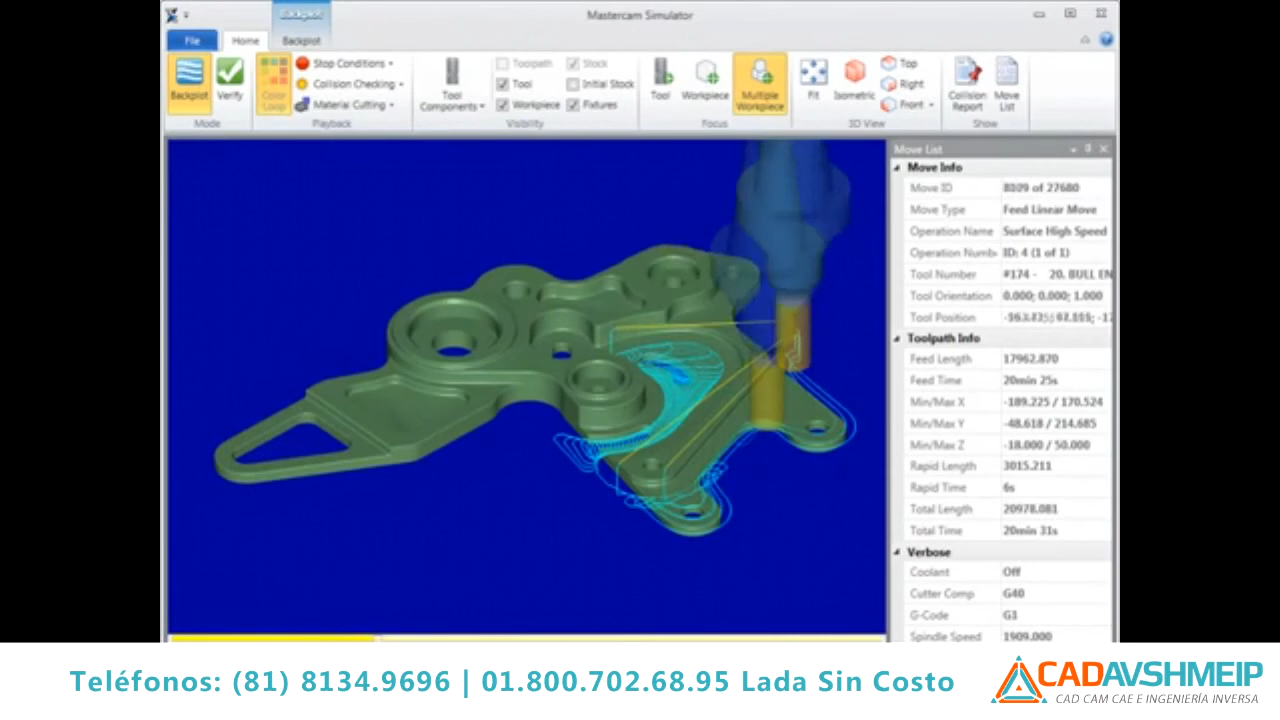 Backplot
Mastercam Simulator
File
Home
Backplot
Backplot
Verify
Mode
Color Loop
Stop Conditions
Collision Checking
Material Cutting
Playback
Tool Components
Toolpath
Tool
Workpiece
Stock
Initial Stock
Fixtures
Visibility
Tool
Workpiece
Multiple Workpiece
Focus
Fit
Isometric
Top
Right
Front
3D View
Collision Report
Move List
Show
Move List
Move Info
Move ID 8109 of 27680
Move Type Feed Linear Move
Operation Name Surface High Speed
Operation Numb ID: 4 (1 of 1)
Tool Number #174 - 20. BULL EN
Tool Orientation 0.000; 0.000; 1.000
Tool Position
Toolpath Info
Feed Length 17962.870
Feed Time 20min 25s
Min/Max X -189.225 / 170.524
Min/Max Y -48.618 / 214.685
Min/Max Z -18.000 / 50.000
Rapid Length 3015.211
Rapid Time 6s
Total Length 20978.081
Total Time 20min 31s
Verbose
Coolant Off
Cutter Comp G40
G-Code G1
Spindle Speed 1909.000
Teléfonos: (81) 8134.9696 | 01.800.702.68.95 Lada Sin Costo
CADAVSHMEIP
CAD CAM CAE E INGENIERÍA INVERSA